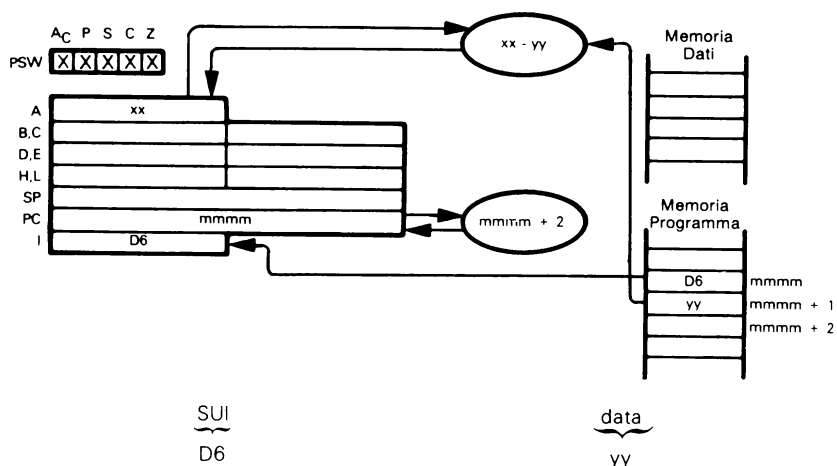 AC P S C Z
PSW X X X X X
A xx
B,C
D,E
H,L
SP
PC mmmm
I D6
xx - yy
mmmm + 2
Memoria
Dati
Memoria
Programma
D6 mmmm
yy mmmm + 1
mmmm + 2
SUI data
D6 yy